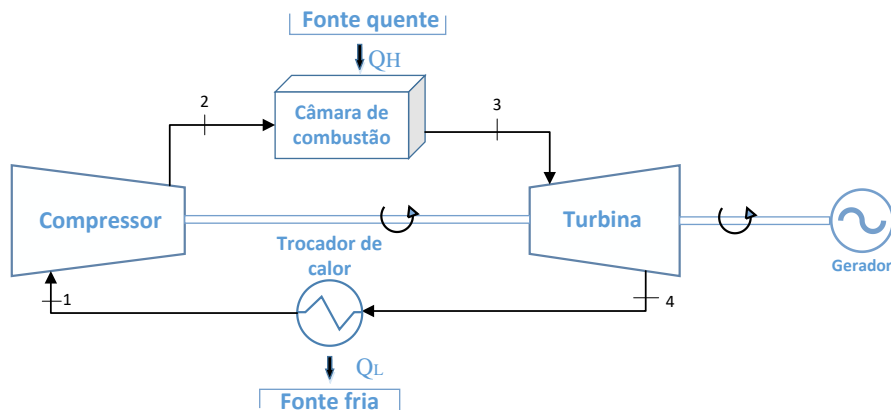 Fonte quente
QH
2
Câmara de
combustão
3
Compressor
Turbina
Trocador de
calor
Gerador
1
4
QL
Fonte fria